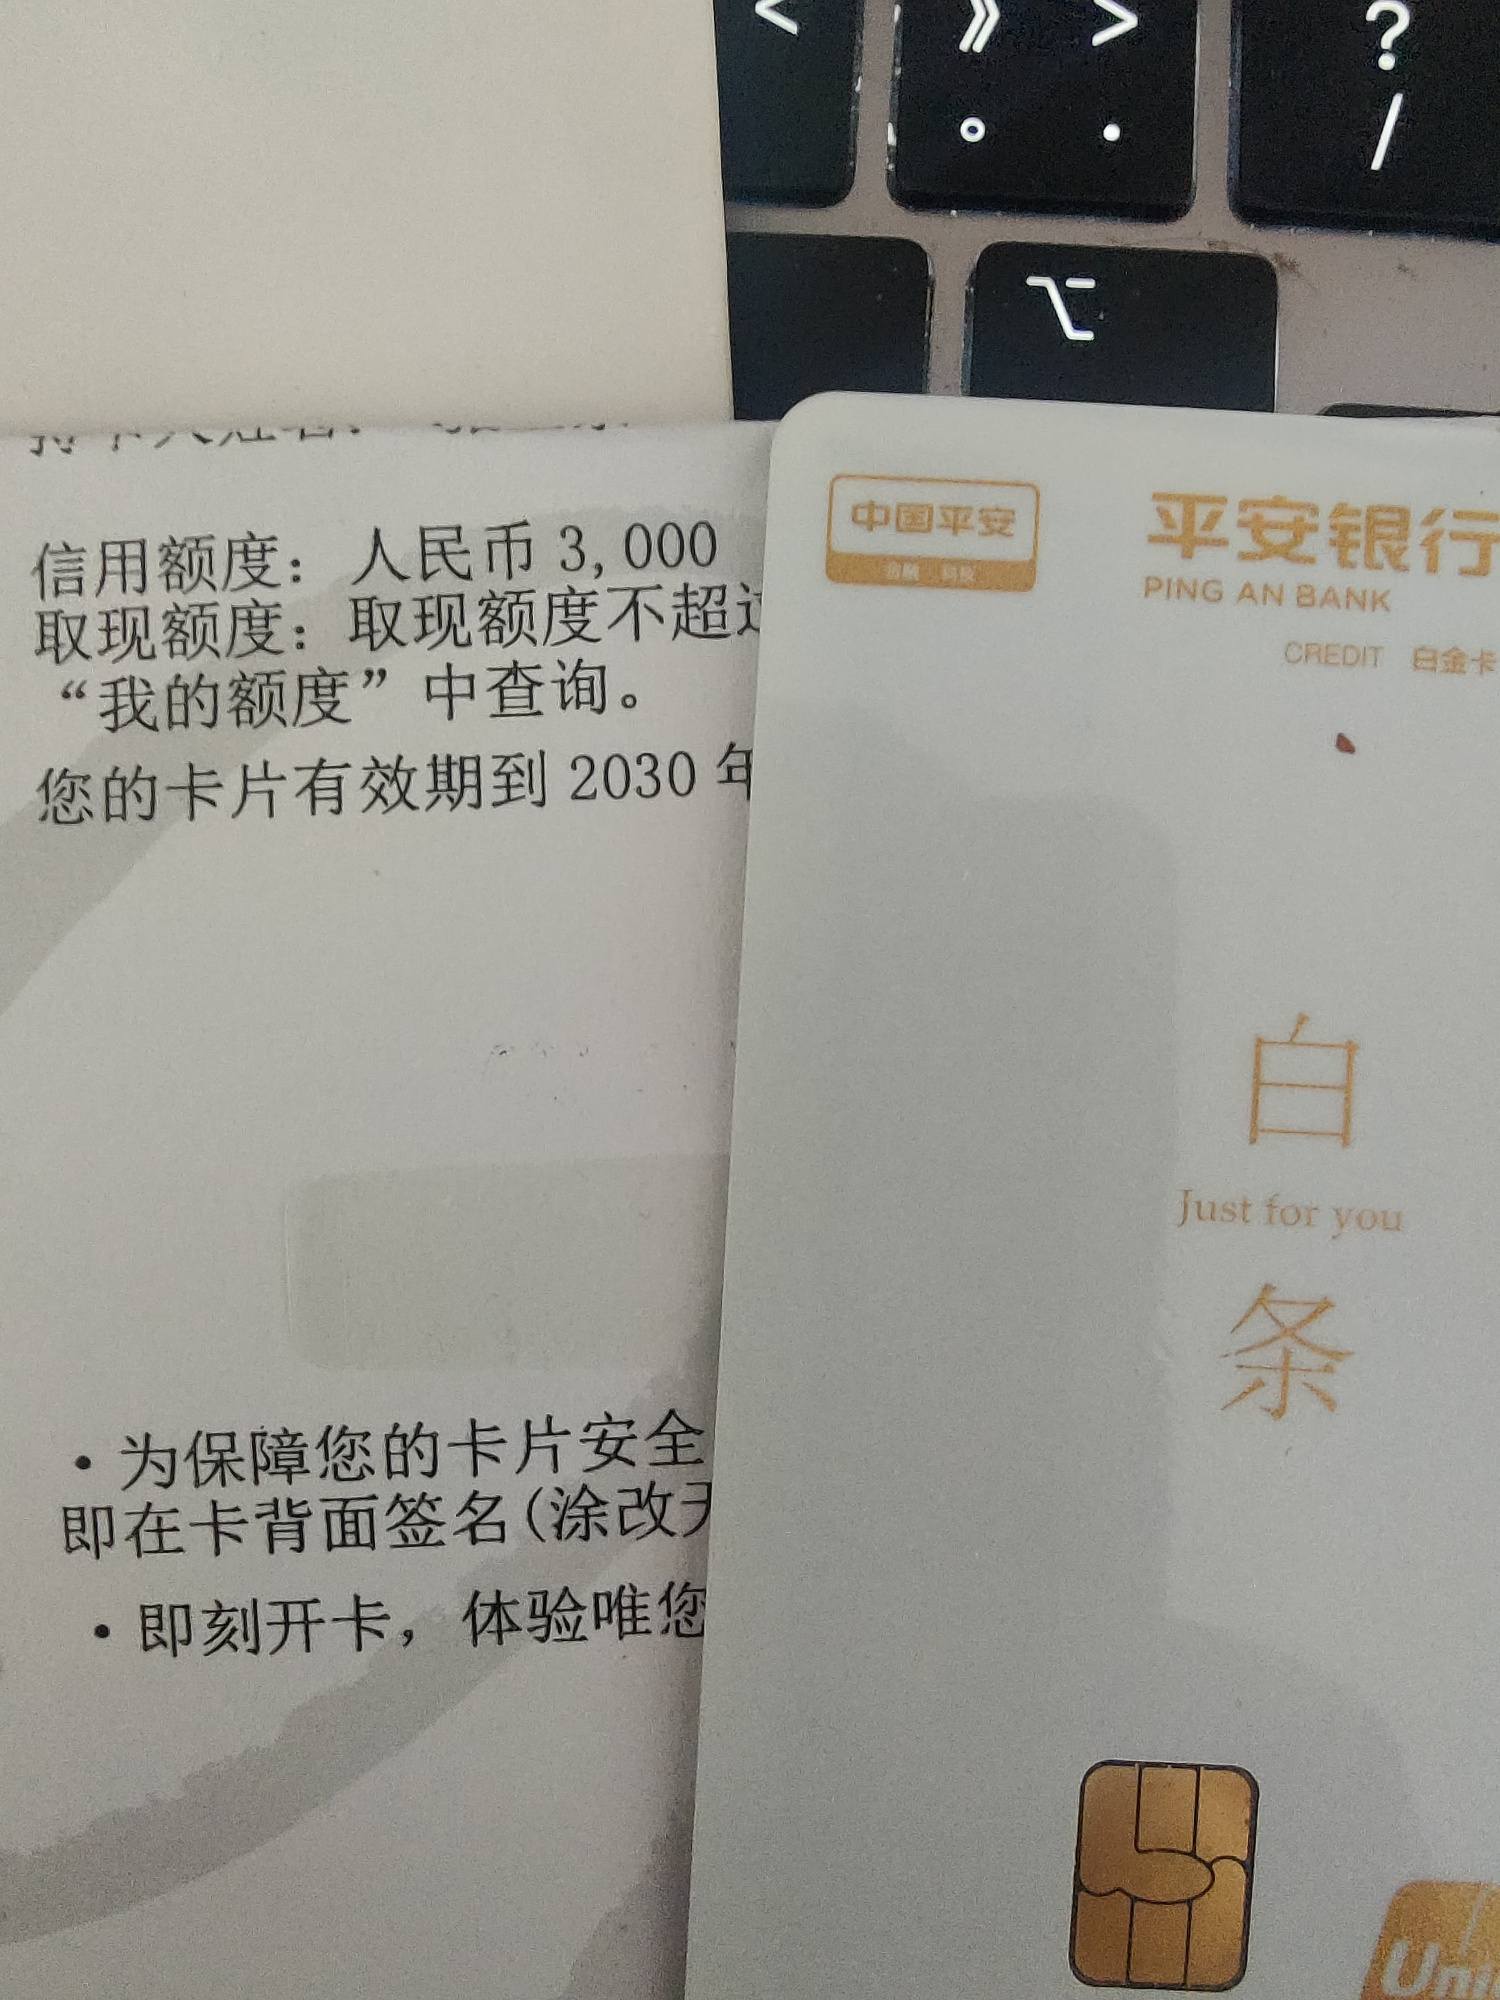 < 》 > ?
。 . /
⌥
信用额度：人民币 3,000
取现额度：取现额度不超
“我的额度”中查询。
您的卡片有效期到 2030 年
·为保障您的卡片安全
即在卡背面签名(涂改
·即刻开卡，体验唯您
中国平安
平安银行
PING AN BANK
CREDIT 白金卡
白
Just for you
条